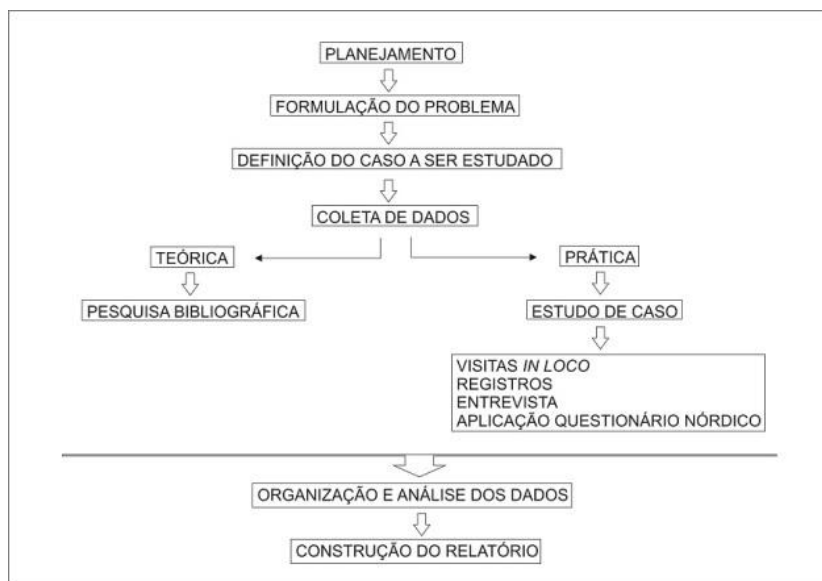 PLANEJAMENTO
FORMULAÇÃO DO PROBLEMA
DEFINIÇÃO DO CASO A SER ESTUDADO
COLETA DE DADOS
TEÓRICA
PRÁTICA
PESQUISA BIBLIOGRÁFICA
ESTUDO DE CASO
VISITAS IN LOCO
REGISTROS
ENTREVISTA
APLICAÇÃO QUESTIONÁRIO NÓRDICO
ORGANIZAÇÃO E ANÁLISE DOS DADOS
CONSTRUÇÃO DO RELATÓRIO